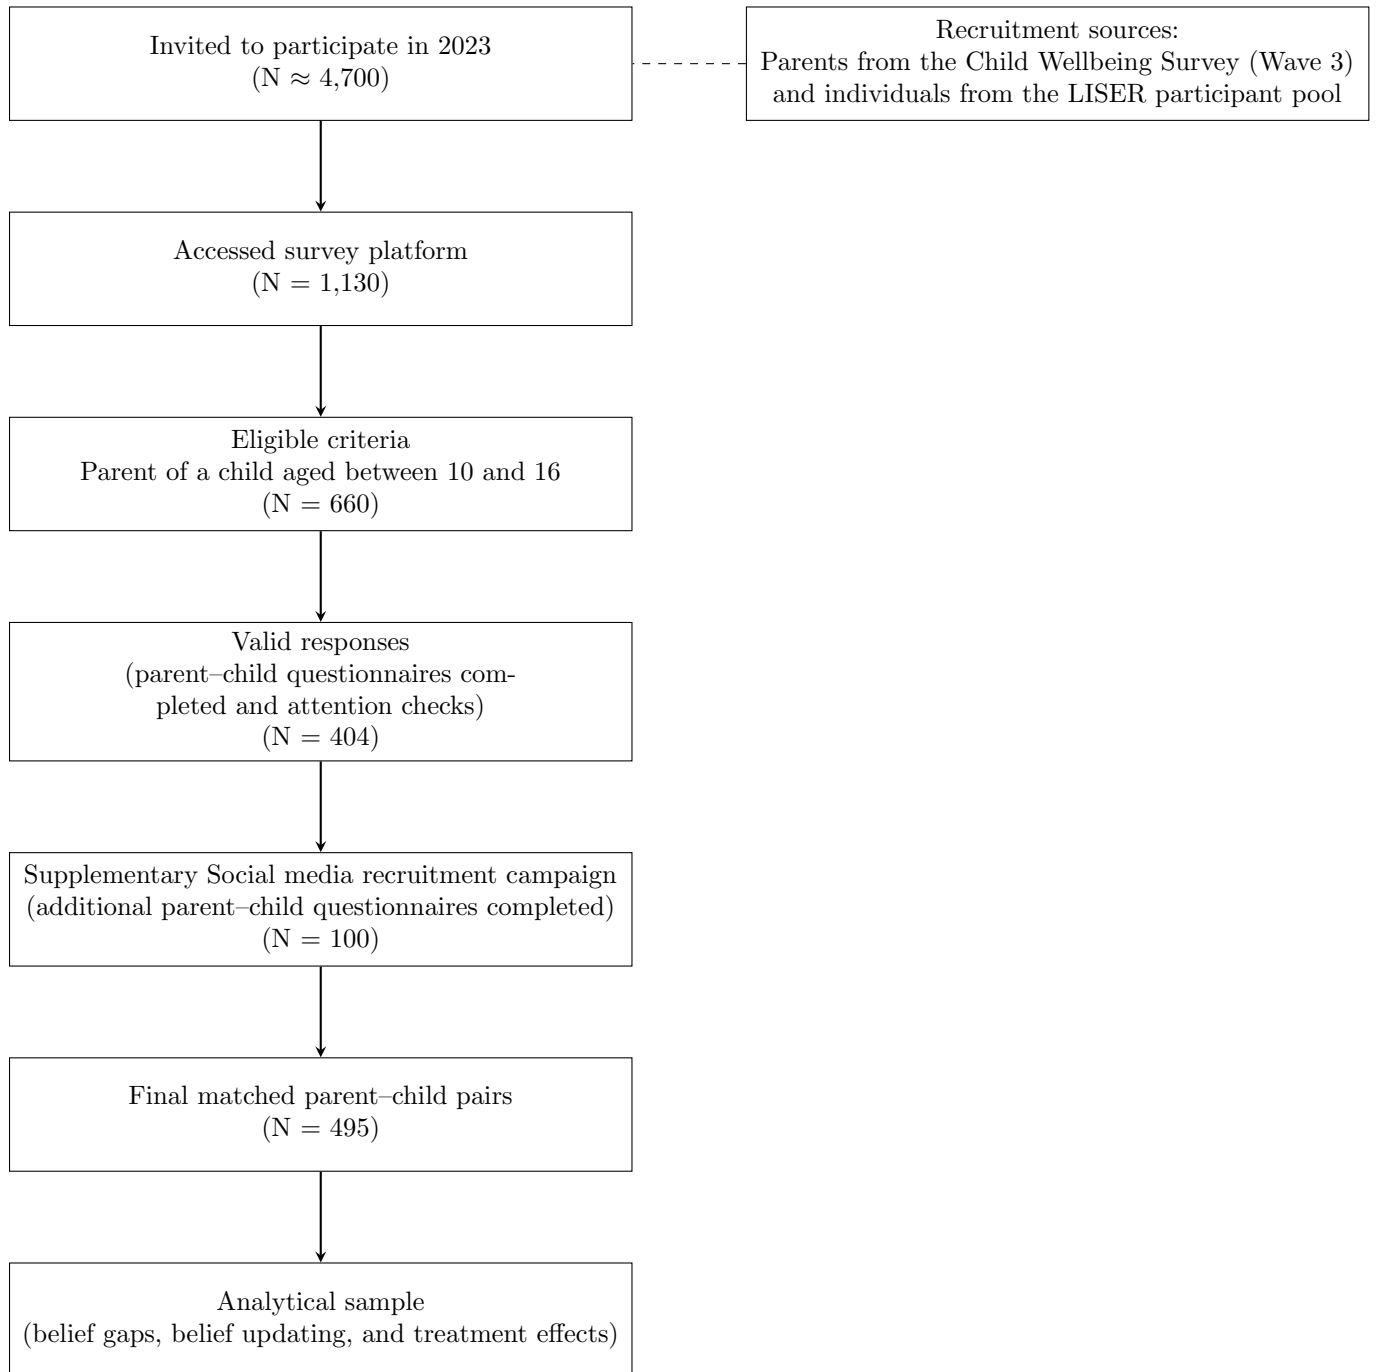 Invited to participate in 2023
(N ≈ 4,700)
Recruitment sources:
Parents from the Child Wellbeing Survey (Wave 3)
and individuals from the LISER participant pool
Accessed survey platform
(N = 1,130)
Eligible criteria
Parent of a child aged between 10 and 16
(N = 660)
Valid responses
(parent–child questionnaires com-
pleted and attention checks)
(N = 404)
Supplementary Social media recruitment campaign
(additional parent–child questionnaires completed)
(N = 100)
Final matched parent–child pairs
(N = 495)
Analytical sample
(belief gaps, belief updating, and treatment effects)